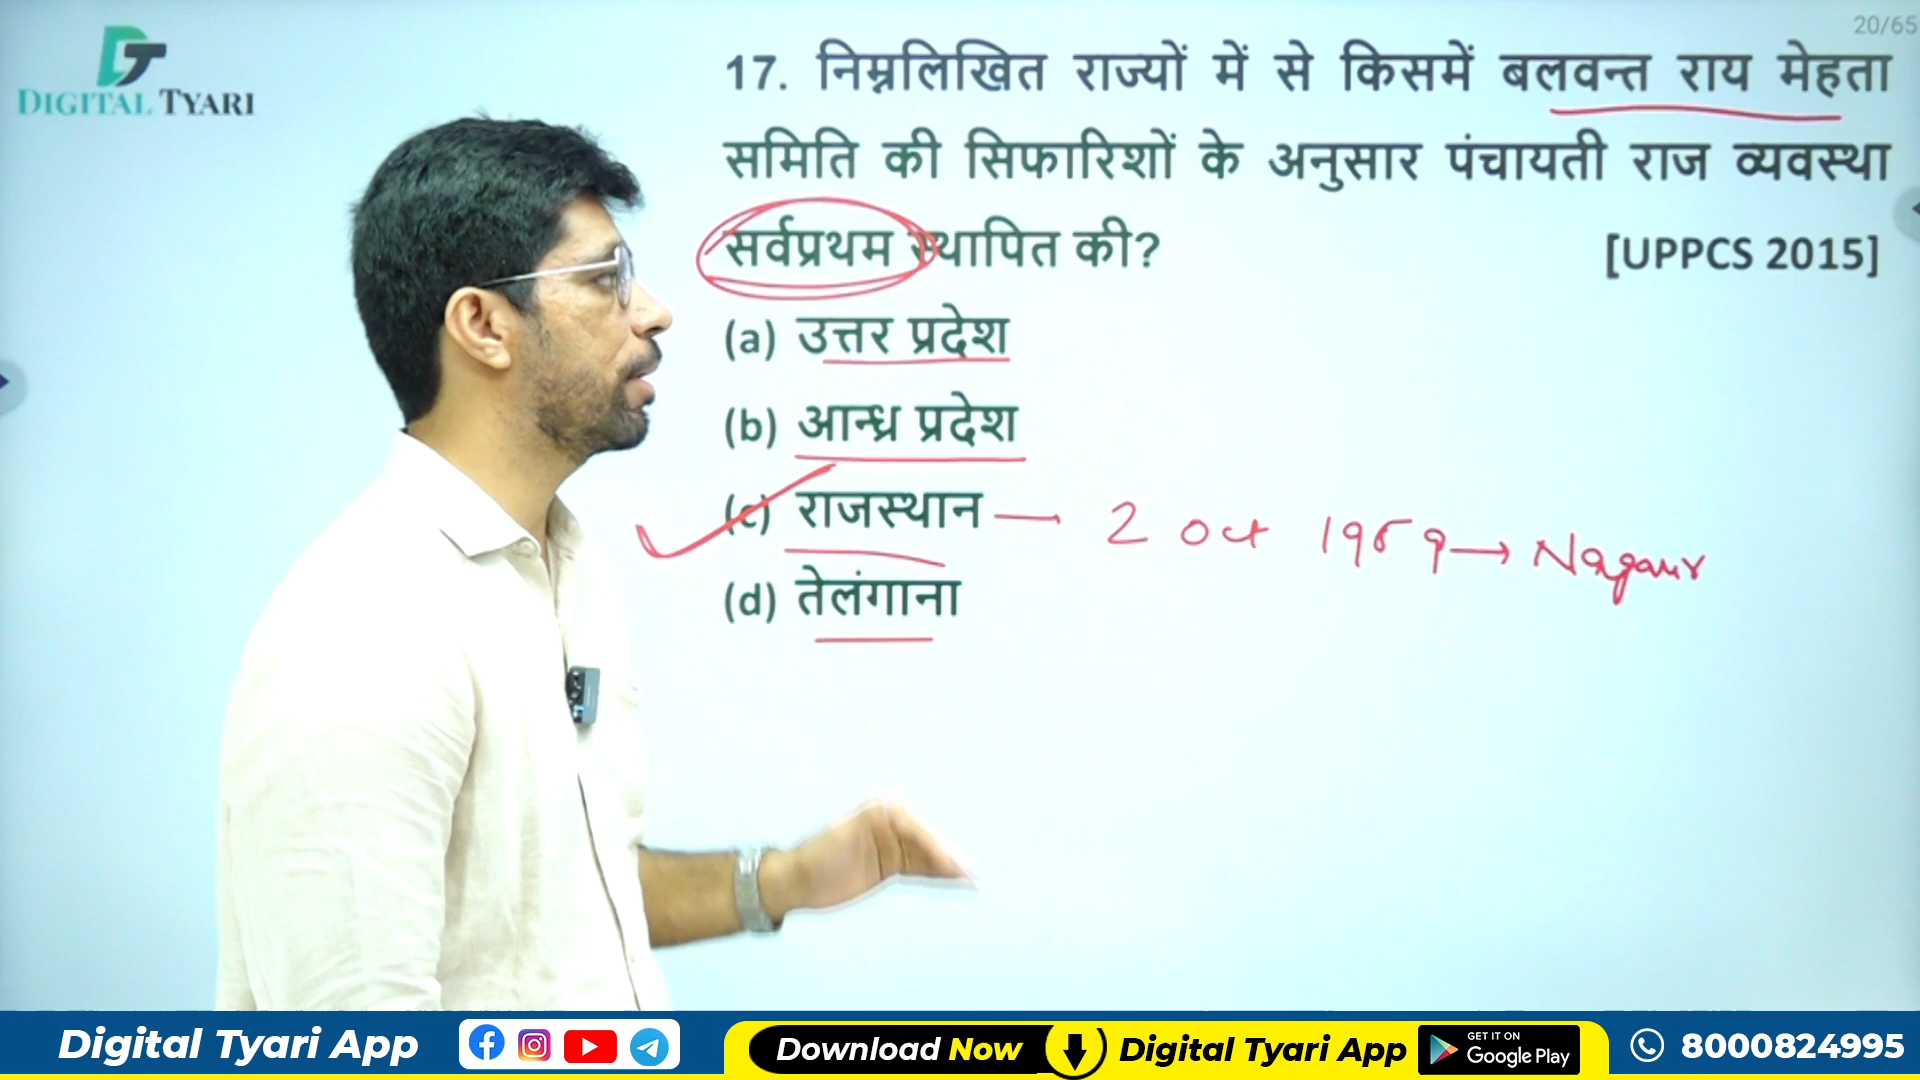 20/65
DT
DIGITAL TYARI
17. निम्नलिखित राज्यों में से किसमें बलवन्त राय मेहता
समिति की सिफारिशों के अनुसार पंचायती राज व्यवस्था
सर्वप्रथम स्थापित की?
[UPPCS 2015]
(a) उत्तर प्रदेश
(b) आन्ध्र प्रदेश
(c) राजस्थान — 2 Oct 1959 → Nagaur
(d) तेलंगाना
Digital Tyari App
Download Now
Digital Tyari App
GET IT ON
Google Play
8000824995